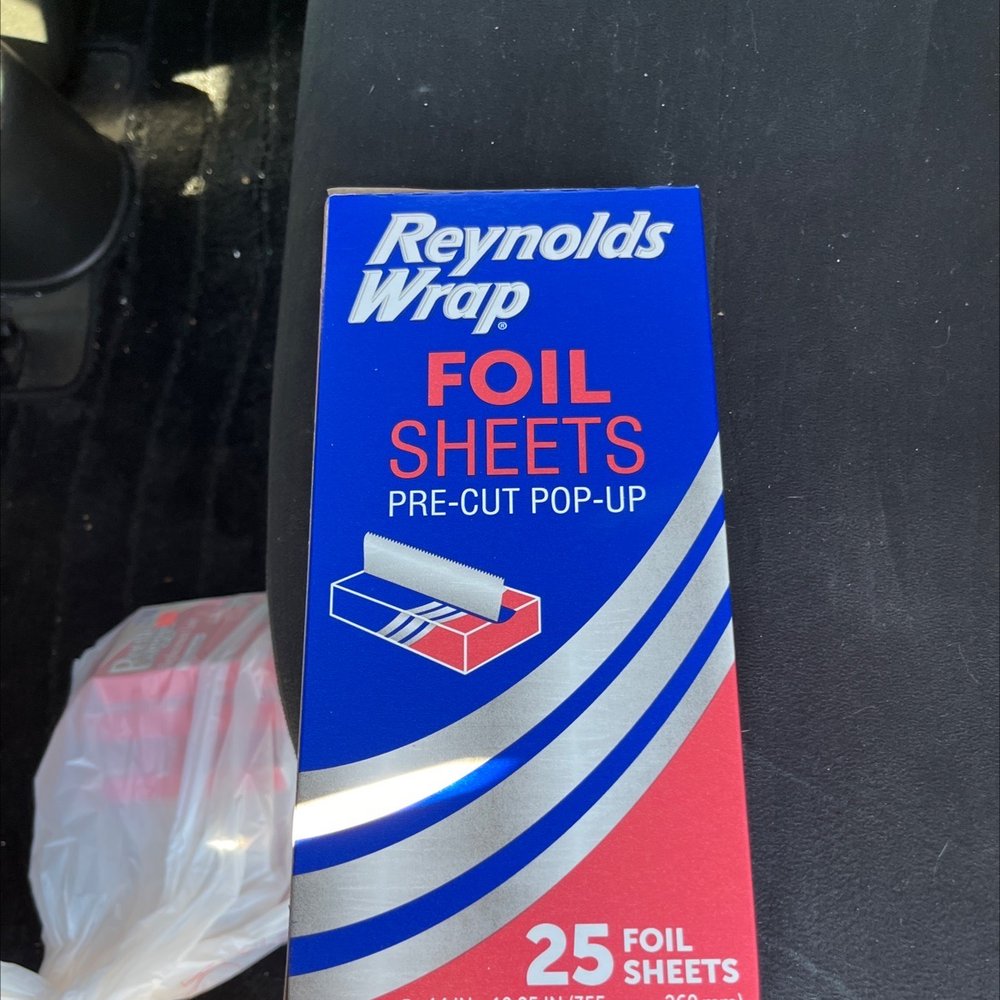 Reynolds
Wrap®
FOIL
SHEETS
PRE-CUT POP-UP
25 FOIL
SHEETS